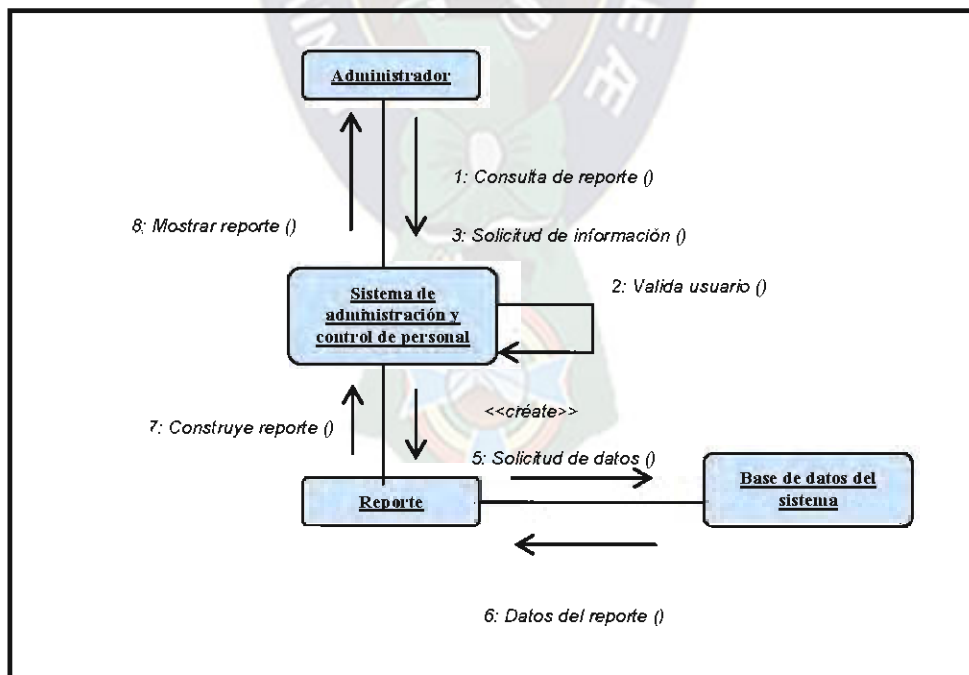 Administrador
1: Consulta de reporte ()
8: Mostrar reporte ()
3: Solicitud de información ()
2: Valida usuario ()
Sistema de
administración y
control de personal
<<créate>>
7: Construye reporte ()
5: Solicitud de datos ()
Reporte
Base de datos del
sistema
6: Datos del reporte ()